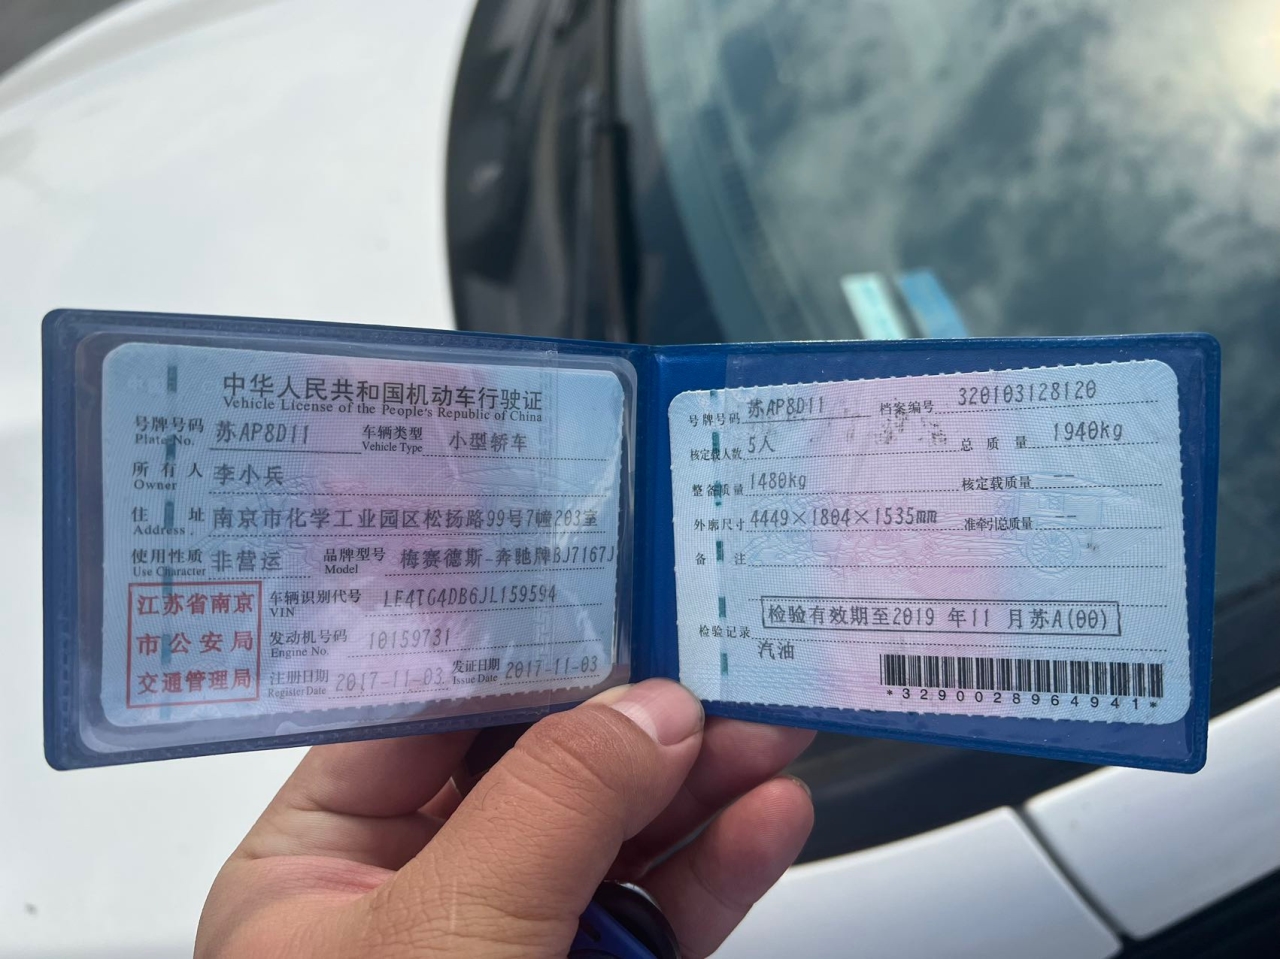 中华人民共和国机动车行驶证
Vehicle License of the People's Republic of China
号牌号码 苏AP8D11 车辆类型 小型轿车
Plate No. Vehicle Type
所有人 李小兵
Owner
住址 南京市化学工业园区松扬路99号7幢203室
Address
使用性质 非营运 品牌型号 梅赛德斯-奔驰牌BJ7167J
Use Character Model
江苏省南京
市公安局
交通管理局
车辆识别代号 LE4TG4DB6JL159594
VIN
发动机号码 10159731
Engine No.
注册日期 2017-11-03 发证日期 2017-11-03
Register Date Issue Date
号牌号码 苏AP8D11 档案编号 320103128120
核定载人数 5人 总质量 1940kg
整备质量 1480kg 核定载质量 --
外廓尺寸 4449×1804×1535mm 准牵引总质量 --
备注
检验记录 检验有效期至2019 年11 月苏A(00)
汽油
*3290028964941*